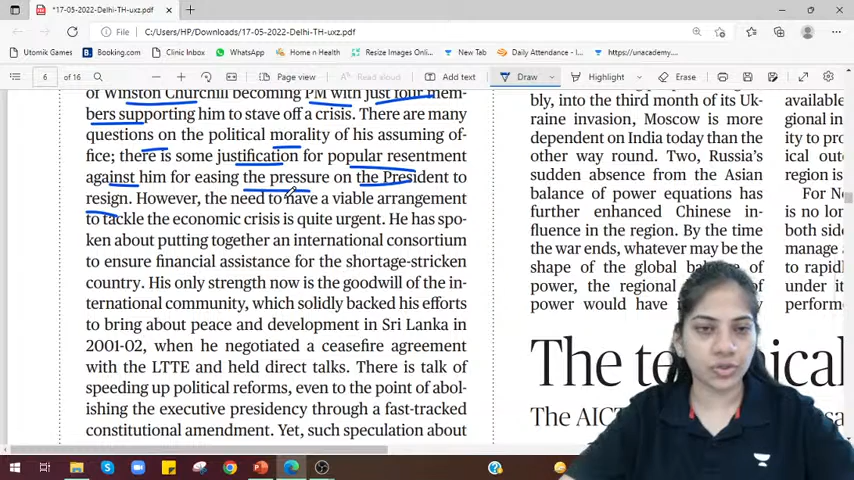 *17-05-2022-Delhi-TH-uxz.pdf
File
C:/Users/HP/Downloads/17-05-2022-Delhi-TH-uxz.pdf
Utomik Games
Booking.com
Clinic Inbox
WhatsApp
Home n Health
Resize Images Onlin...
New Tab
Daily Attendance - I...
https://unacademy....
6 of 16
Page view
Read aloud
Add text
Draw
Highlight
Erase
of Winston Churchill becoming PM with just four mem-
bers supporting him to stave off a crisis. There are many
questions on the political morality of his assuming of-
fice; there is some justification for popular resentment
against him for easing the pressure on the President to
resign. However, the need to have a viable arrangement
to tackle the economic crisis is quite urgent. He has spo-
ken about putting together an international consortium
to ensure financial assistance for the shortage-stricken
country. His only strength now is the goodwill of the in-
ternational community, which solidly backed his efforts
to bring about peace and development in Sri Lanka in
2001-02, when he negotiated a ceasefire agreement
with the LTTE and held direct talks. There is talk of
speeding up political reforms, even to the point of abol-
ishing the executive presidency through a fast-tracked
constitutional amendment. Yet, such speculation about
bly, into the third month of its Uk-
raine invasion, Moscow is more
dependent on India today than the
other way round. Two, Russia's
sudden absence from the Asian
balance of power equations has
further enhanced Chinese in-
fluence in the region. By the time
the war ends, whatever may be the
shape of the global of
power, the regional
power would have
The
The AICT
available
regional in
ity to pro
ical out
region is
For N
is no lon
both side
manage
to rapid
under it
perform